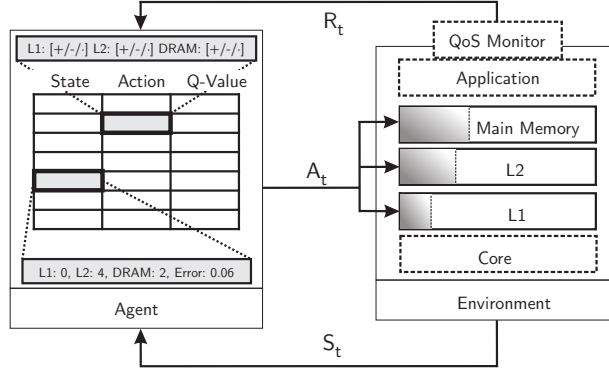 R_t
L1: [+/-/·] L2: [+/-/·] DRAM: [+/-/·]
State Action Q-Value
L1: 0, L2: 4, DRAM: 2, Error: 0.06
Agent
A_t
QoS Monitor
Application
Main Memory
L2
L1
Core
Environment
S_t